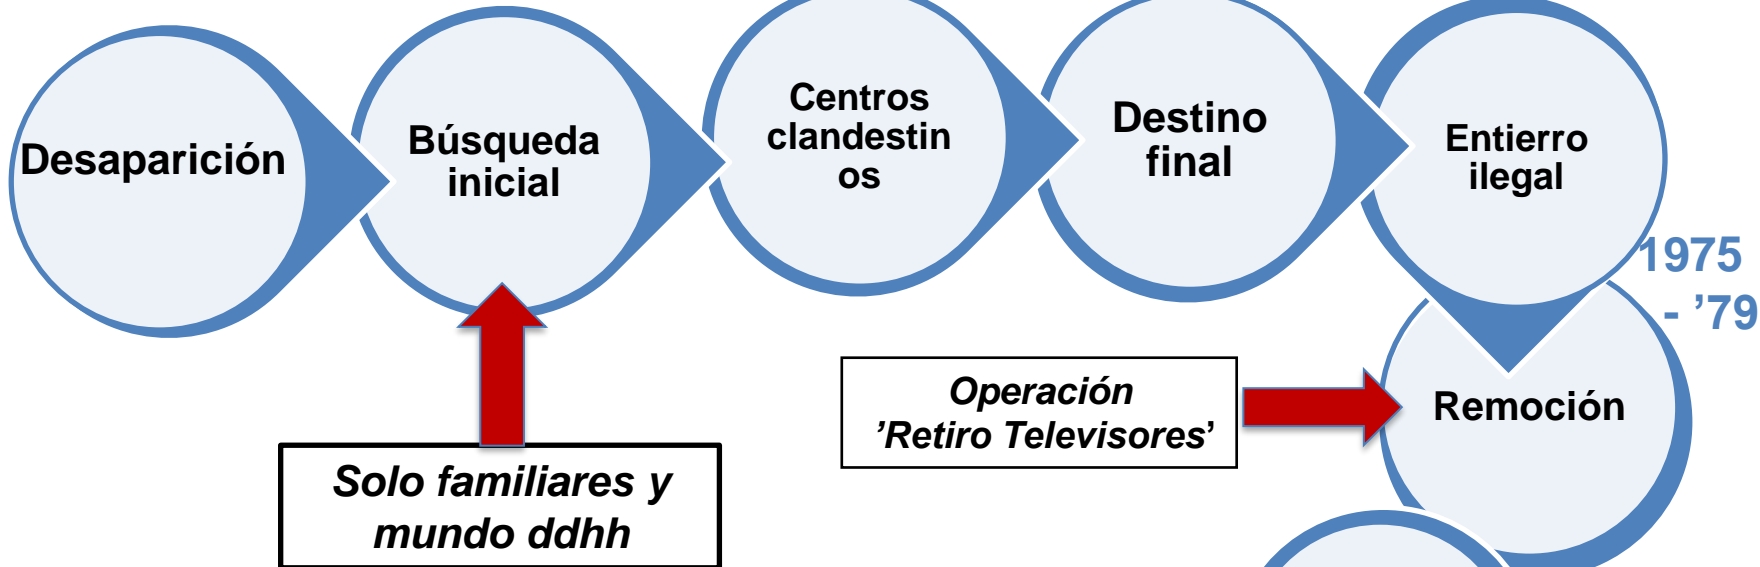 Desaparición
Búsqueda
inicial
Centros
clandestin
os
Destino
final
Entierro
ilegal
1975
- ’79
Remoción
Operación
’Retiro Televisores’
Solo familiares y
mundo ddhh